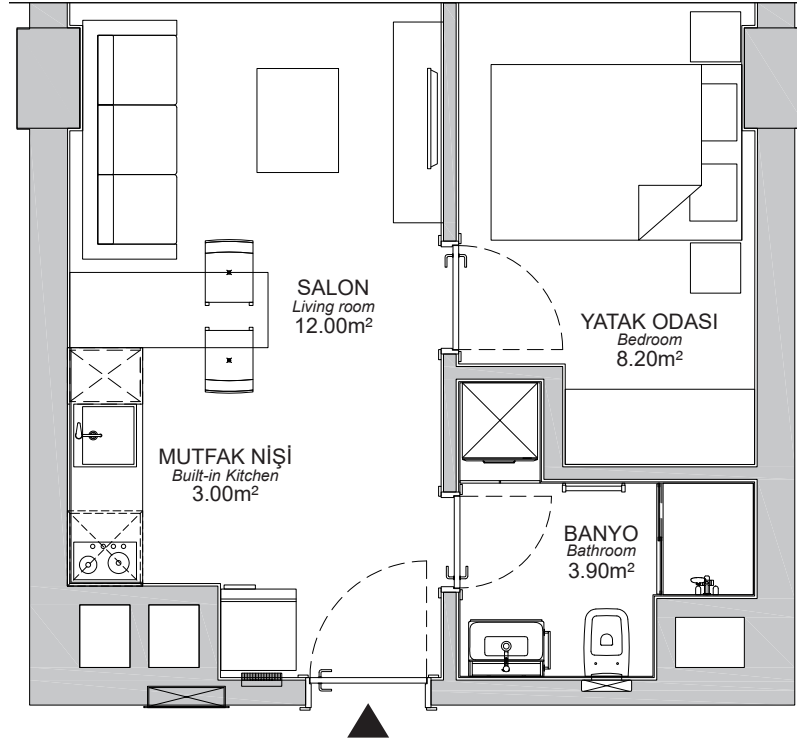 SALON
Living room
12.00m²
YATAK ODASI
Bedroom
8.20m²
MUTFAK NİŞİ
Built-in Kitchen
3.00m²
BANYO
Bathroom
3.90m²